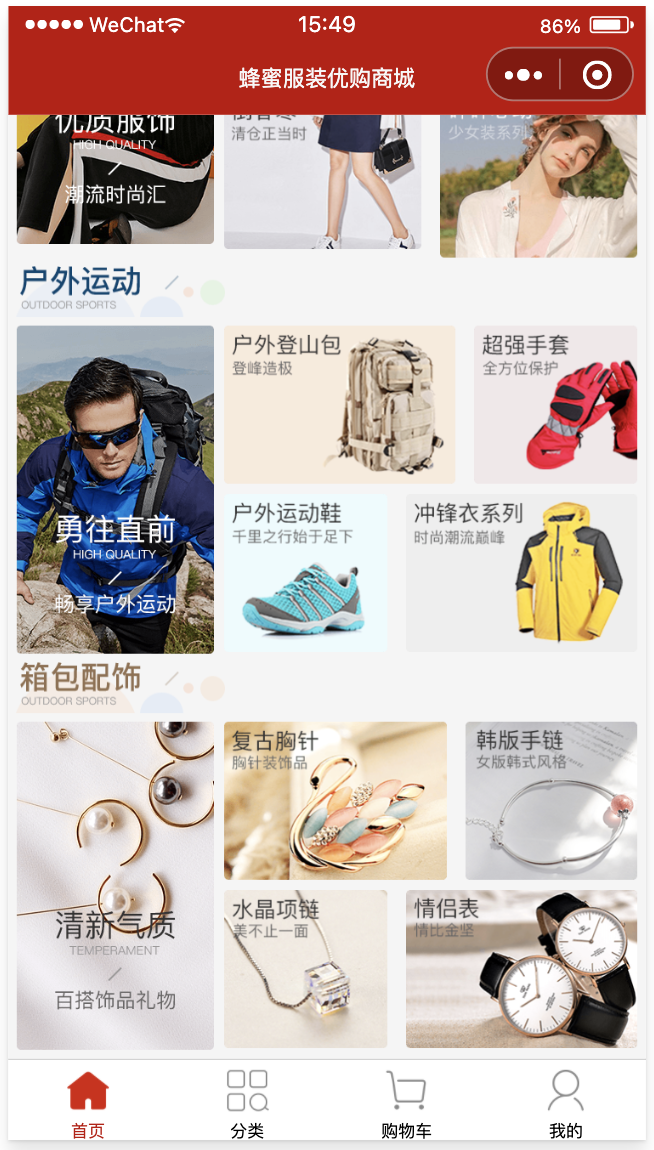 WeChat
15:49
86%
蜂蜜服装优购商城
优质服饰
HIGH QUALITY
潮流时尚汇
清仓正当时
少女装系列
户外运动
OUTDOOR SPORTS
勇往直前
HIGH QUALITY
畅享户外运动
户外登山包
登峰造极
超强手套
全方位保护
户外运动鞋
千里之行始于足下
冲锋衣系列
时尚潮流巅峰
箱包配饰
OUTDOOR SPORTS
清新气质
TEMPERAMENT
百搭饰品礼物
复古胸针
胸针装饰品
韩版手链
女版韩式风格
水晶项链
美不止一面
情侣表
情比金坚
首页
分类
购物车
我的